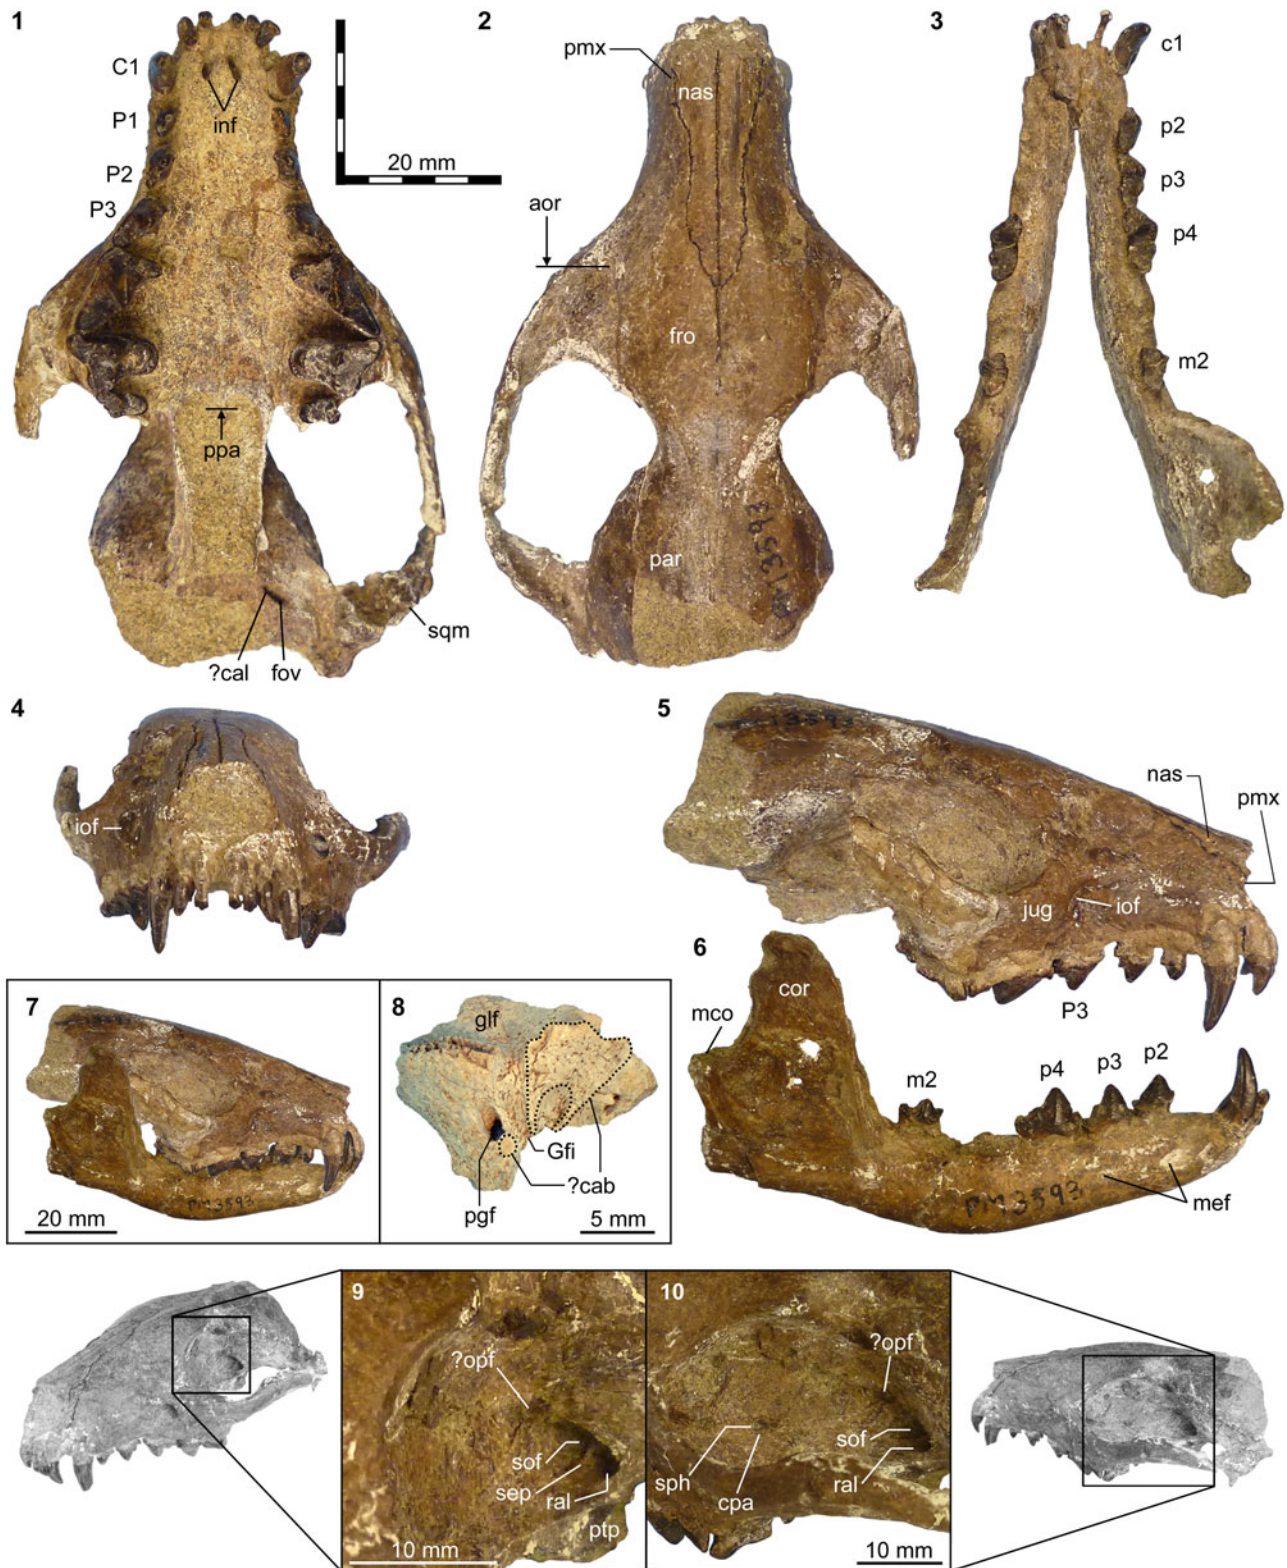 1
C1
P1
P2
P3
inf
20 mm
ppa
?cal
fov
sqm
2
pmx
nas
aor
fro
par
3
c1
p2
p3
p4
m2
4
iof
5
nas
pmx
jug
iof
P3
6
cor
mco
m2
p4
p3
p2
PM3593
mef
7
PM3593
20 mm
8
glf
Gfi
?cab
pgf
5 mm
9
?opf
sof
sep
ral
ptp
10 mm
10
?opf
sof
sph
cpa
ral
10 mm